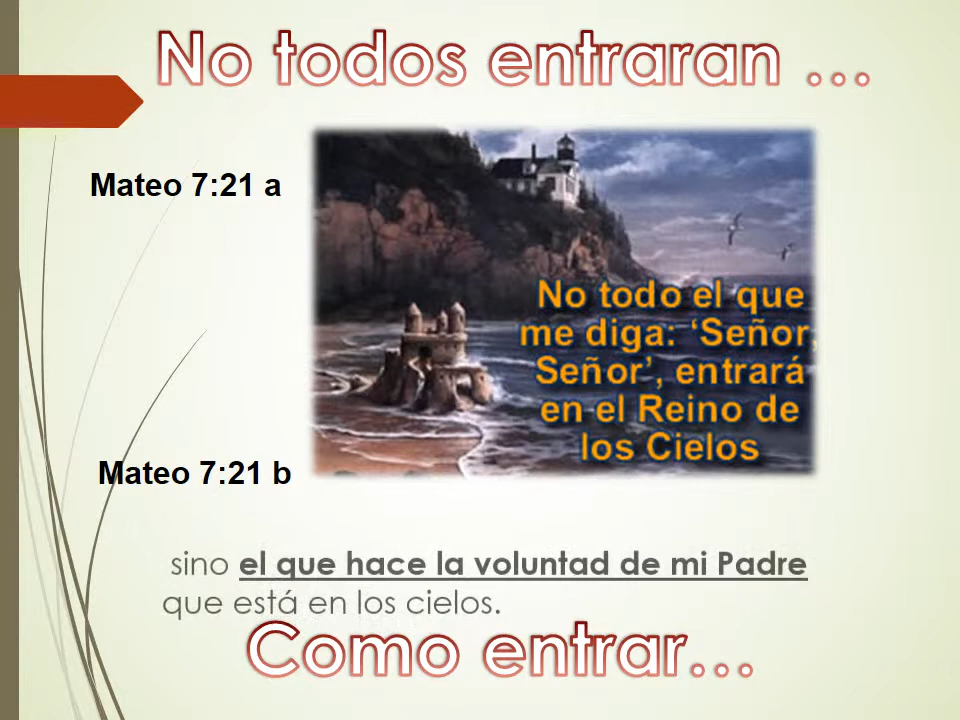 No todos entraran ...
Mateo 7:21 a
No todo el que
me diga: ‘Señor,
Señor’, entrará
en el Reino de
los Cielos
Mateo 7:21 b
sino el que hace la voluntad de mi Padre
que está en los cielos.
Como entrar...